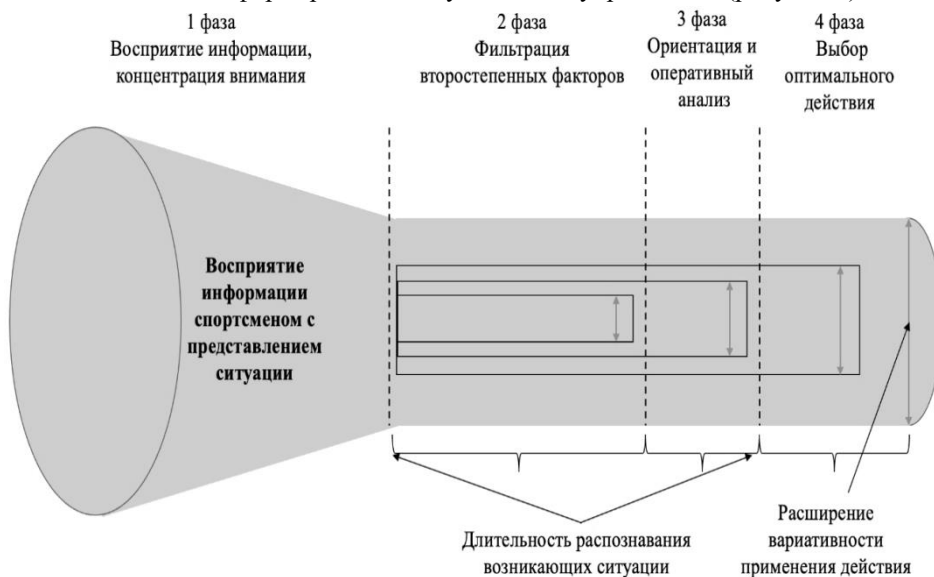 1 фаза
Восприятие информации,
концентрация внимания
2 фаза
Фильтрация
второстепенных факторов
3 фаза
Ориентация и
оперативный
анализ
4 фаза
Выбор
оптимального
действия
Восприятие
информации
спортсменом с
представлением
ситуации
Длительность распознавания
возникающих ситуации
Расширение
вариативности
применения действия